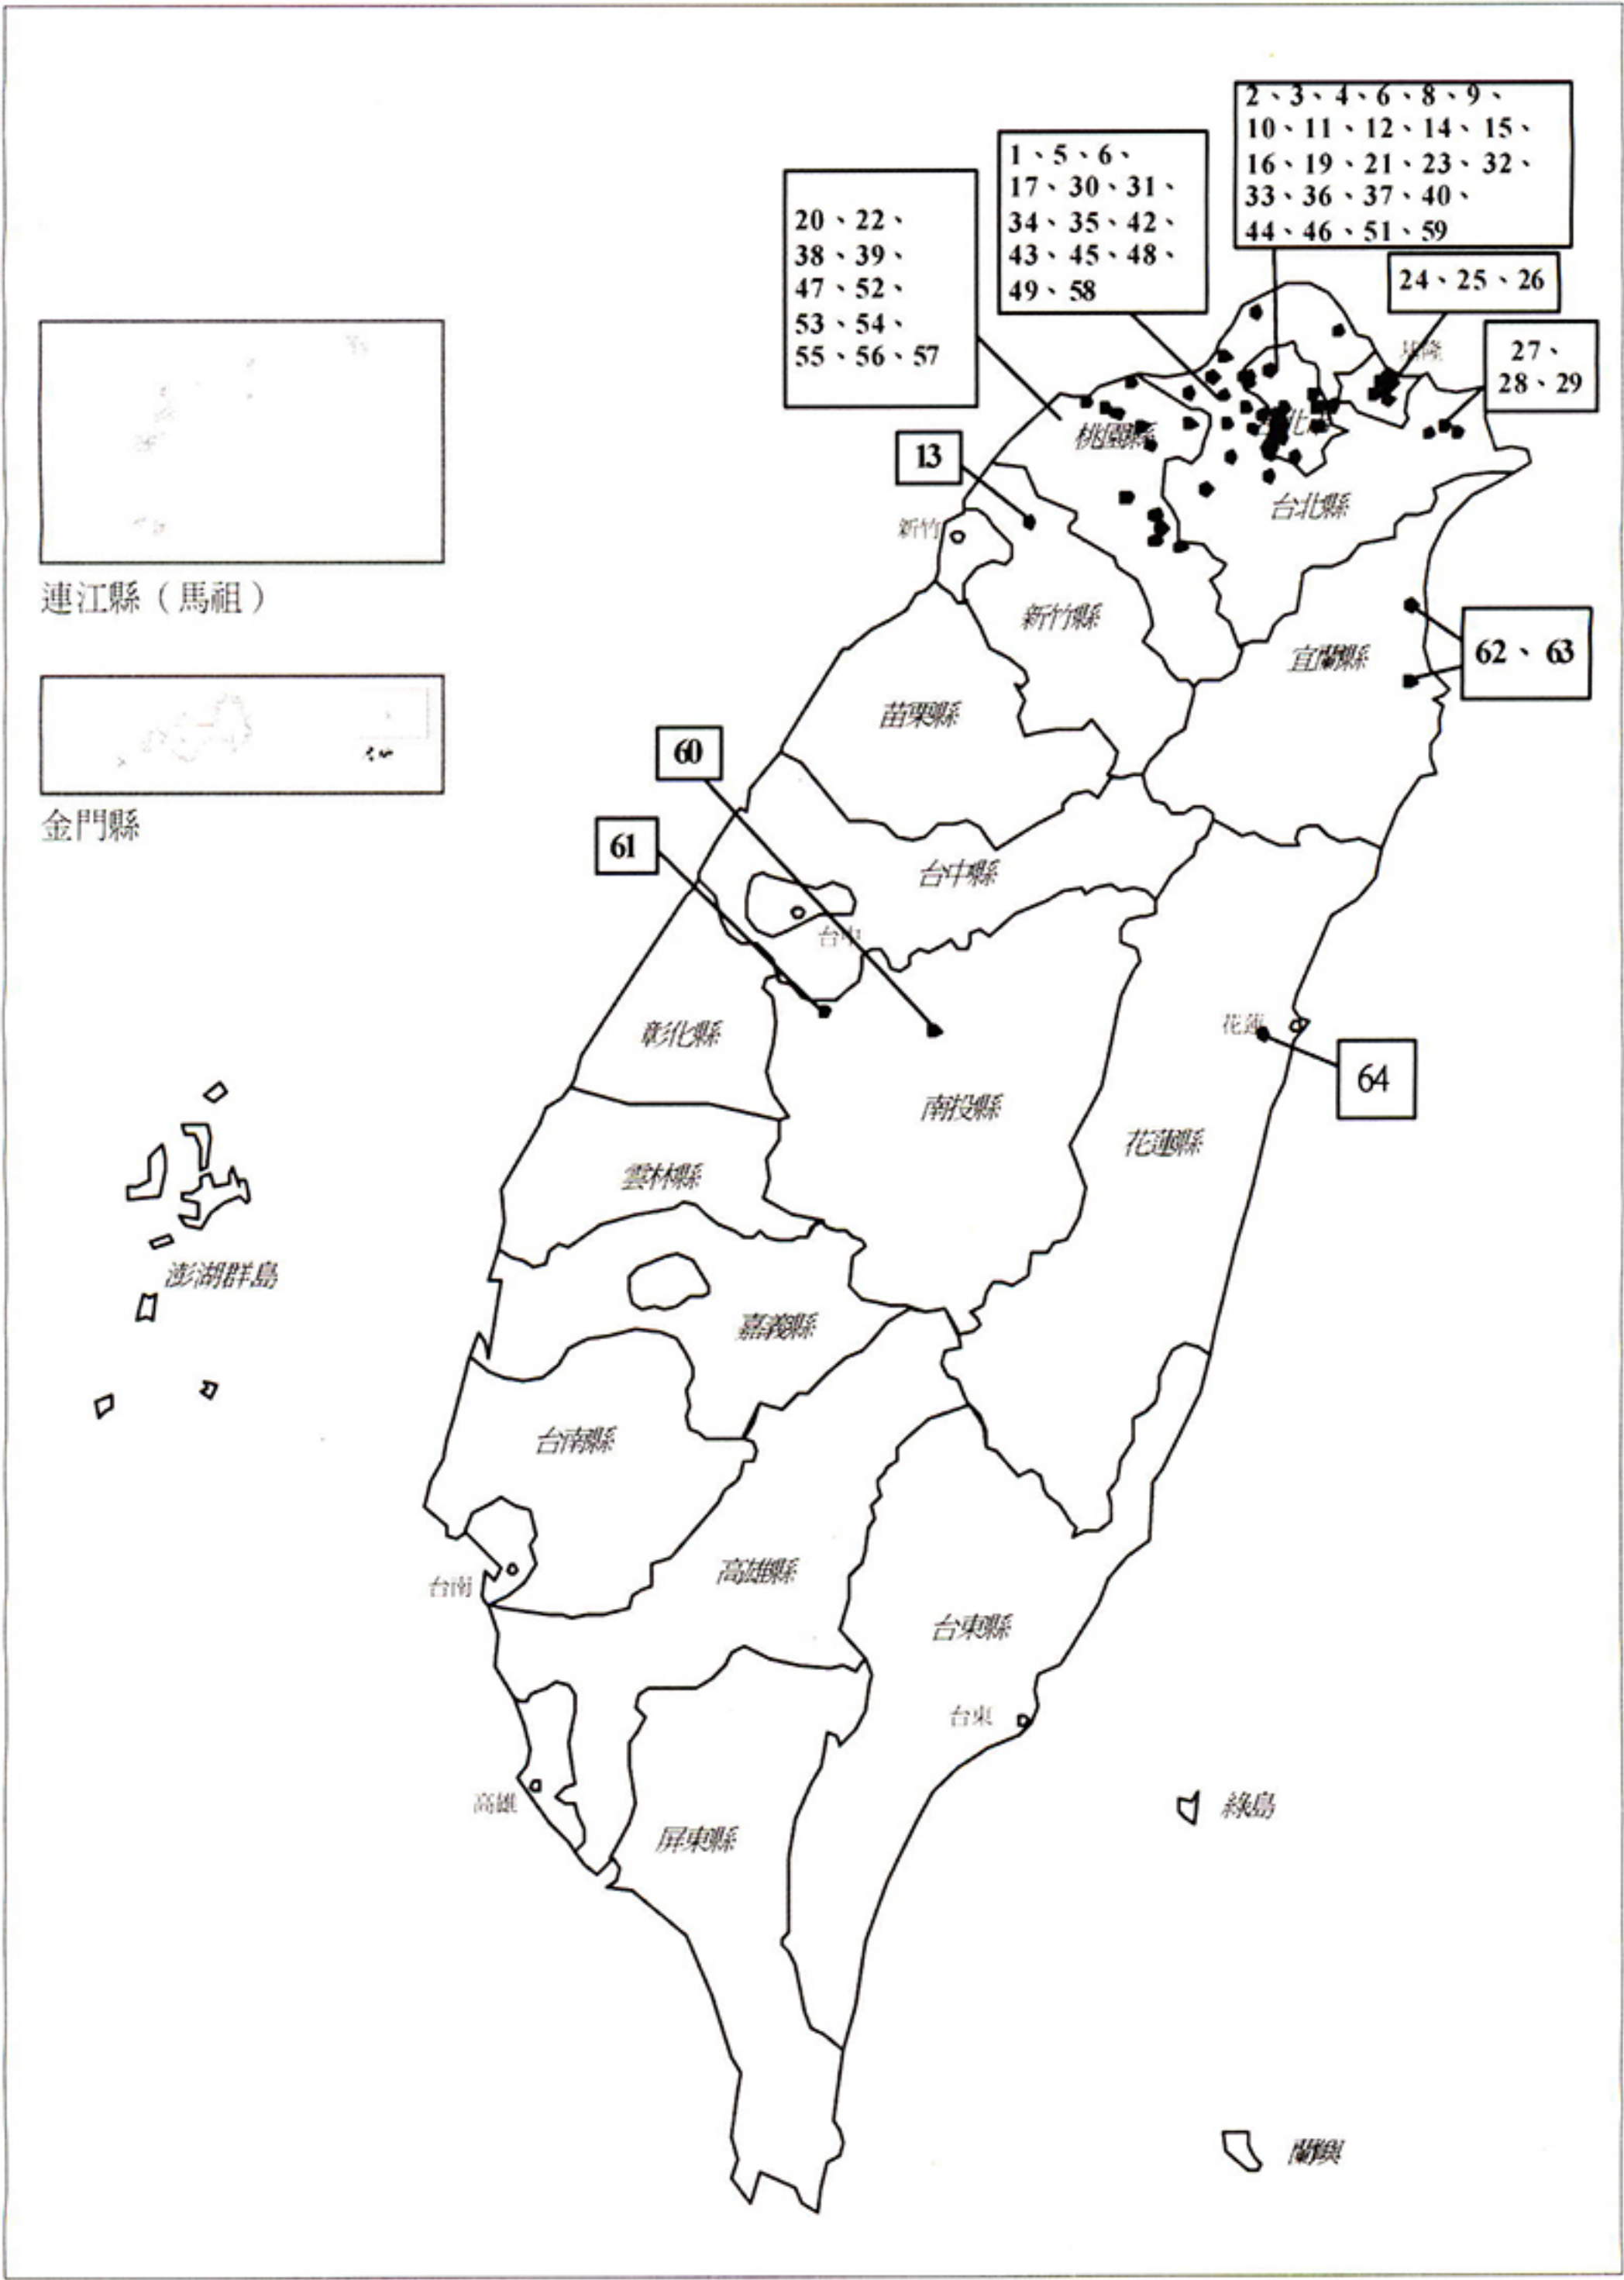 2、3、4、6、8、9、
10、11、12、14、15、
16、19、21、23、32、
33、36、37、40、
44、46、51、59
1、5、6、
17、30、31、
34、35、42、
43、45、48、
49、58
20、22、
38、39、
47、52、
53、54、
55、56、57
24、25、26
基隆
27、
28、29
台北市
桃園縣
13
台北縣
新竹
連江縣（馬祖）
新竹縣
62、63
宜蘭縣
苗栗縣
60
金門縣
61
台中縣
台中
花蓮
彰化縣
64
南投縣
花蓮縣
雲林縣
澎湖群島
嘉義縣
台南縣
高雄縣
台南
台東縣
台東
高雄
綠島
屏東縣
蘭嶼